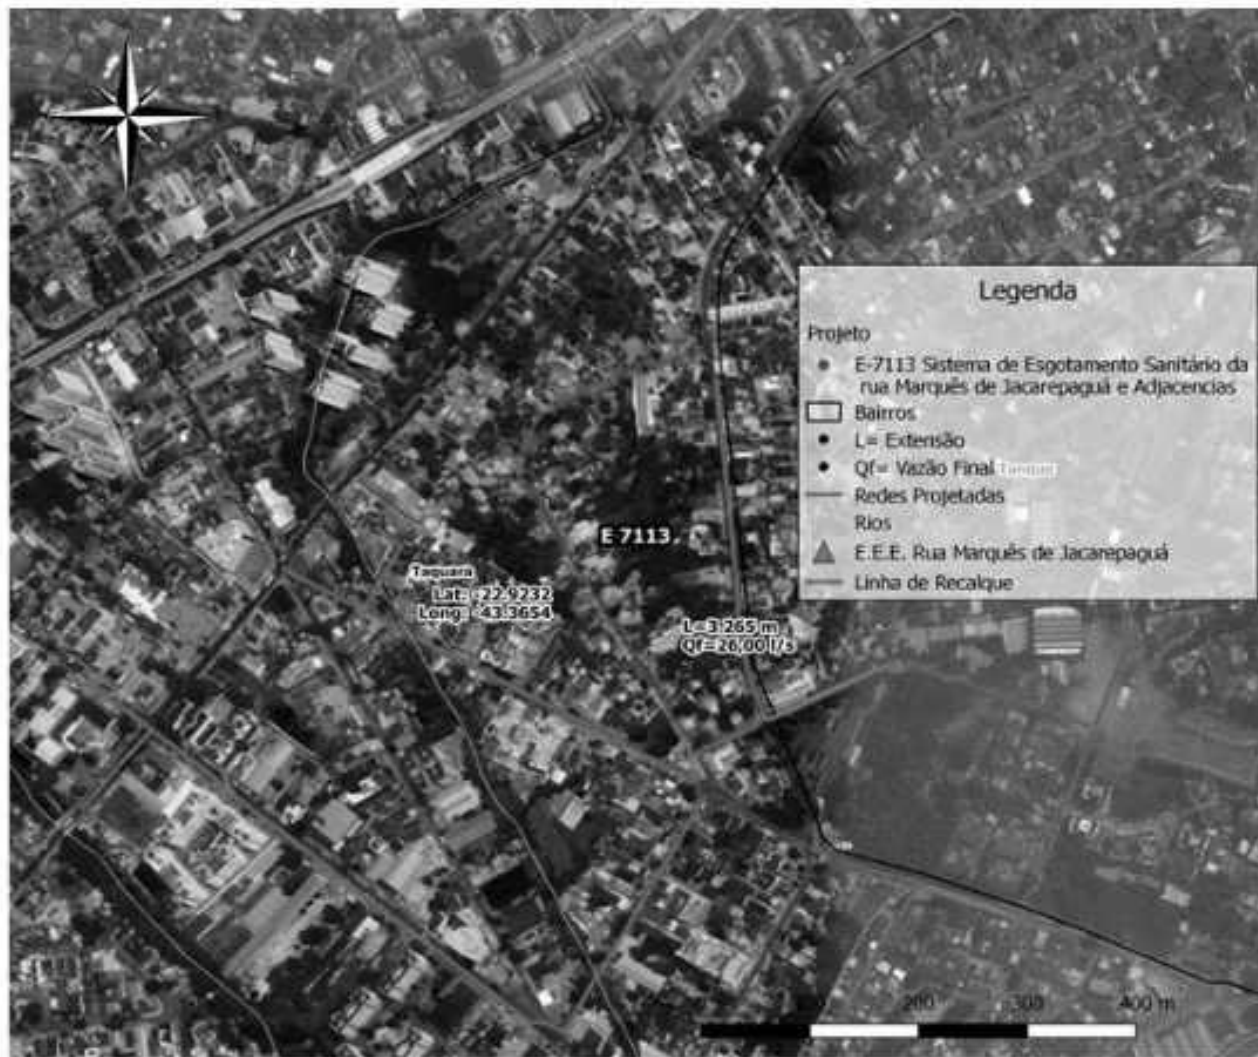 Legenda
Projeto
E-7113 Sistema de Esgotamento Sanitário da
rua Marquês de Jacarepaguá e Adjacencias
Bairros
L= Extensão
Qf= Vazão Final
Redes Projetadas
Rios
E.E.E. Rua Marquês de Jacarepaguá
Linha de Recalque
E 7113
Taquara
Lat: -22.9232
Long: -43.3654
L=3 265 m
Qf=26,00 l/s
200 300 400 m